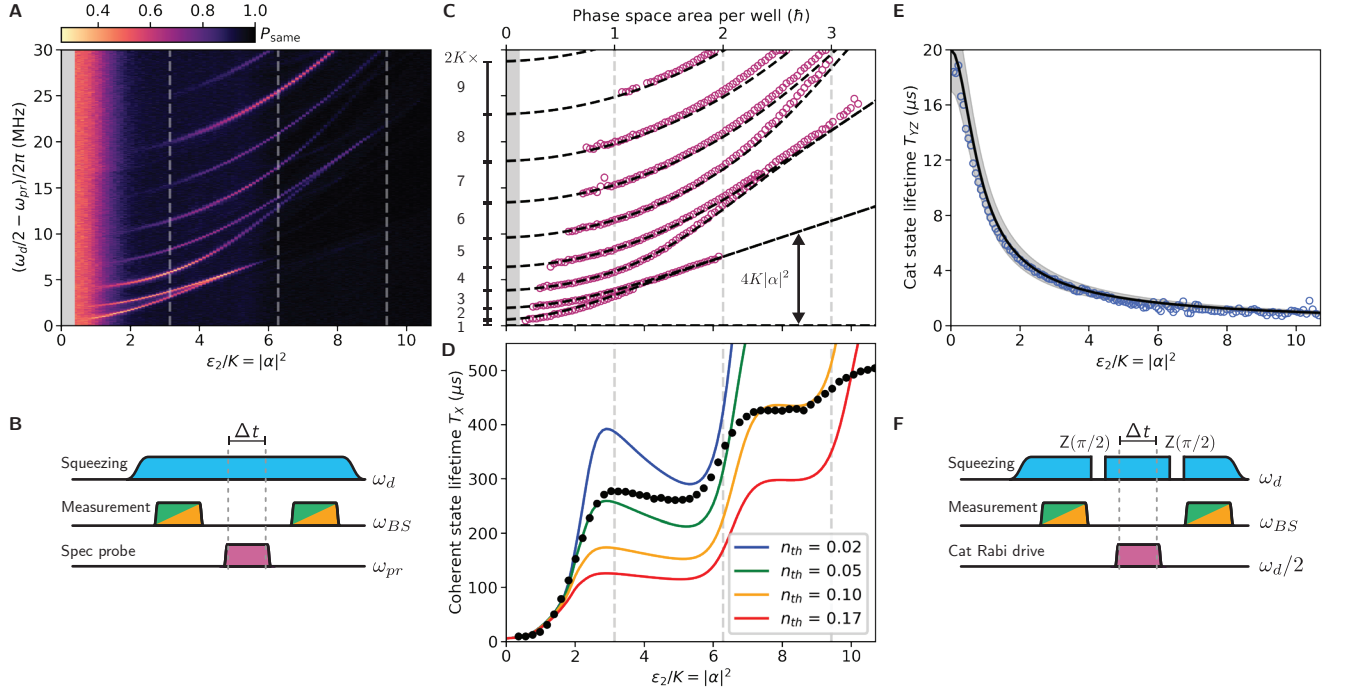 A
0.4 0.6 0.8 1.0
P_same
30
25
20
15
10
5
0
(ω_d/2 − ω_pr)/2π (MHz)
0 2 4 6 8 10
ε₂/K = |α|²
B
Δt
Squeezing
ω_d
Measurement
ω_BS
Spec probe
ω_pr
C
Phase space area per well (ħ)
0 1 2 3
2K×
9
8
7
6
5
4
3
2
1
4K|α|²
D
500
400
300
200
100
0
Coherent state lifetime T_X (μs)
n_th = 0.02
n_th = 0.05
n_th = 0.10
n_th = 0.17
0 2 4 6 8 10
ε₂/K = |α|²
E
20
16
12
8
4
0
Cat state lifetime T_YZ (μs)
0 2 4 6 8 10
ε₂/K = |α|²
F
Z(π/2) Δt Z(π/2)
Squeezing
ω_d
Measurement
ω_BS
Cat Rabi drive
ω_d/2